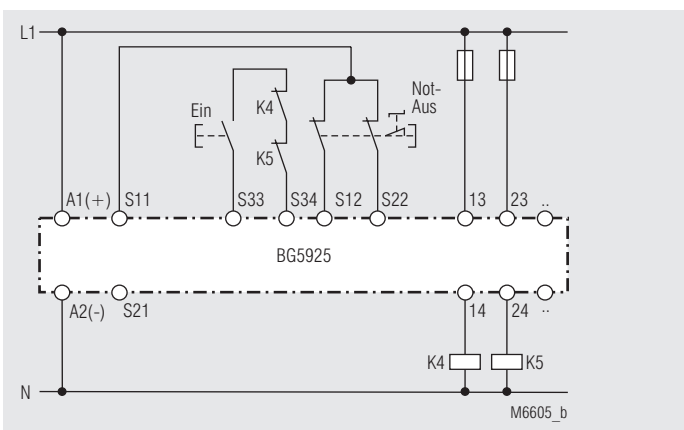 L1
Not-
Aus
Ein
K4
K5
A1(+) S11 S33 S34 S12 S22 13 23 ..
BG5925
A2(-) S21 14 24 ..
K4 K5
N
M6605_b